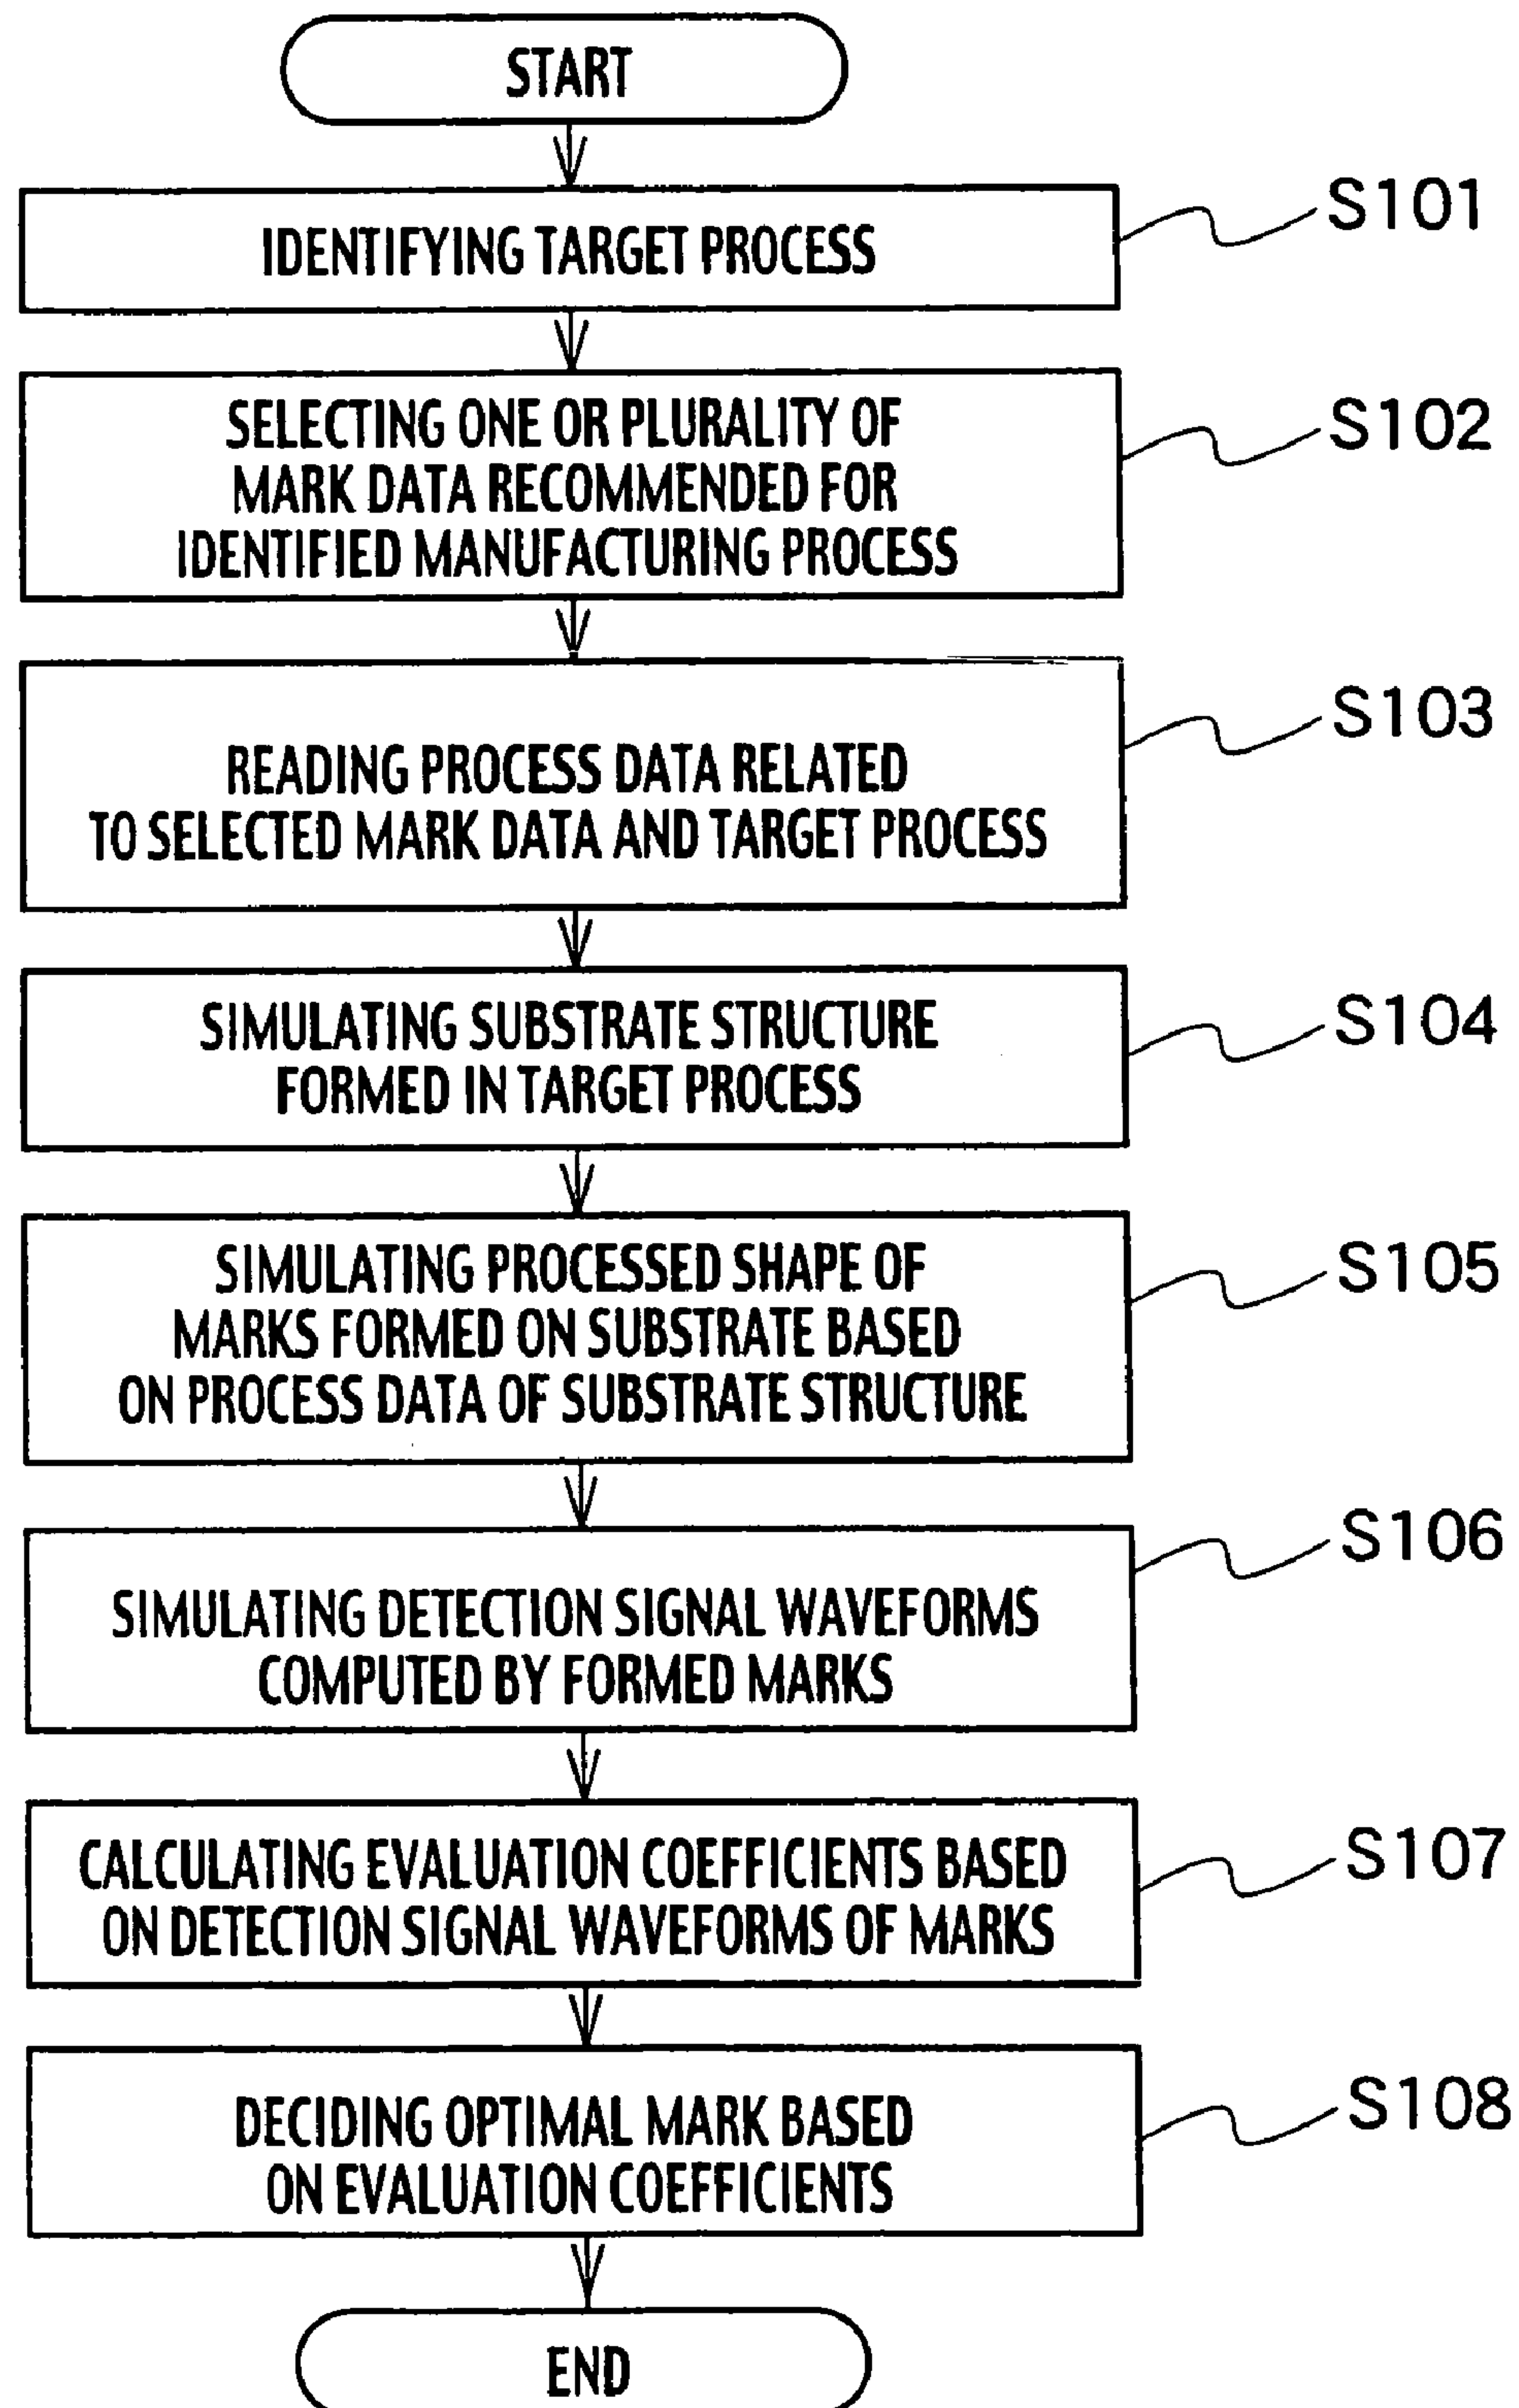 START
IDENTIFYING TARGET PROCESS
S101
SELECTING ONE OR PLURALITY OF
MARK DATA RECOMMENDED FOR
IDENTIFIED MANUFACTURING PROCESS
S102
READING PROCESS DATA RELATED
TO SELECTED MARK DATA AND TARGET PROCESS
S103
SIMULATING SUBSTRATE STRUCTURE
FORMED IN TARGET PROCESS
S104
SIMULATING PROCESSED SHAPE OF
MARKS FORMED ON SUBSTRATE BASED
ON PROCESS DATA OF SUBSTRATE STRUCTURE
S105
SIMULATING DETECTION SIGNAL WAVEFORMS
COMPUTED BY FORMED MARKS
S106
CALCULATING EVALUATION COEFFICIENTS BASED
ON DETECTION SIGNAL WAVEFORMS OF MARKS
S107
DECIDING OPTIMAL MARK BASED
ON EVALUATION COEFFICIENTS
S108
END